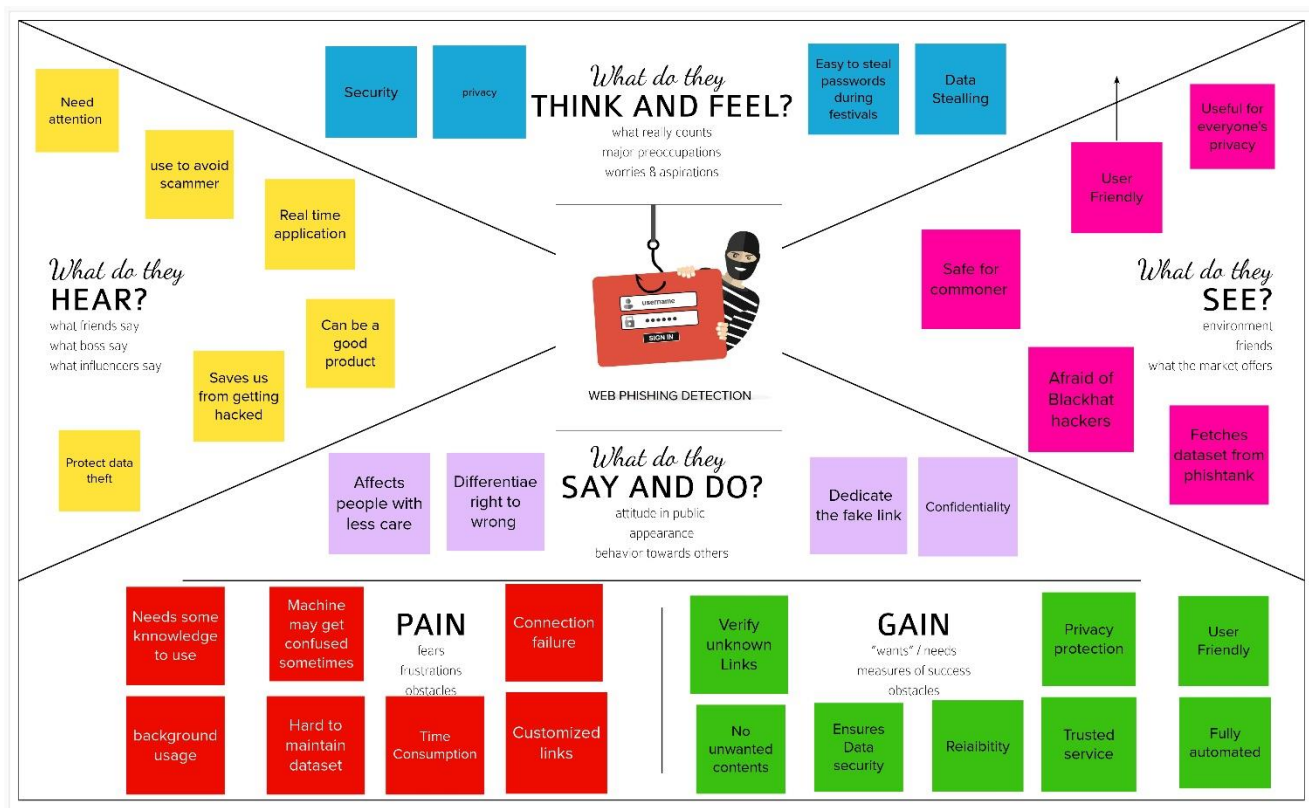 Security
privacy
What do they
THINK AND FEEL?
what really counts
major preoccupations
worries & aspirations
Easy to steal
passwords
during
festivals
Data
Stealling
Need
attention
use to avoid
scammer
Real time
application
What do they
HEAR?
what friends say
what boss say
what influencers say
Can be a
good
product
Saves us
from getting
hacked
Protect data
theft
username
SIGN IN
WEB PHISHING DETECTION
Useful for
everyone's
privacy
User
Friendly
Safe for
commoner
What do they
SEE?
environment
friends
what the market offers
Afraid of
Blackhat
hackers
Fetches
dataset from
phishtank
Affects
people with
less care
Differentiae
right to
wrong
What do they
SAY AND DO?
attitude in public
appearance
behavior towards others
Dedicate
the fake link
Confidentiality
Needs some
knnowledge
to use
Machine
may get
confused
sometimes
PAIN
fears
frustrations
obstacles
Connection
failure
background
usage
Hard to
maintain
dataset
Time
Consumption
Customized
links
Verify
unknown
Links
GAIN
"wants" / needs
measures of success
obstacles
Privacy
protection
User
Friendly
No
unwanted
contents
Ensures
Data
security
Reiaibitity
Trusted
service
Fully
automated